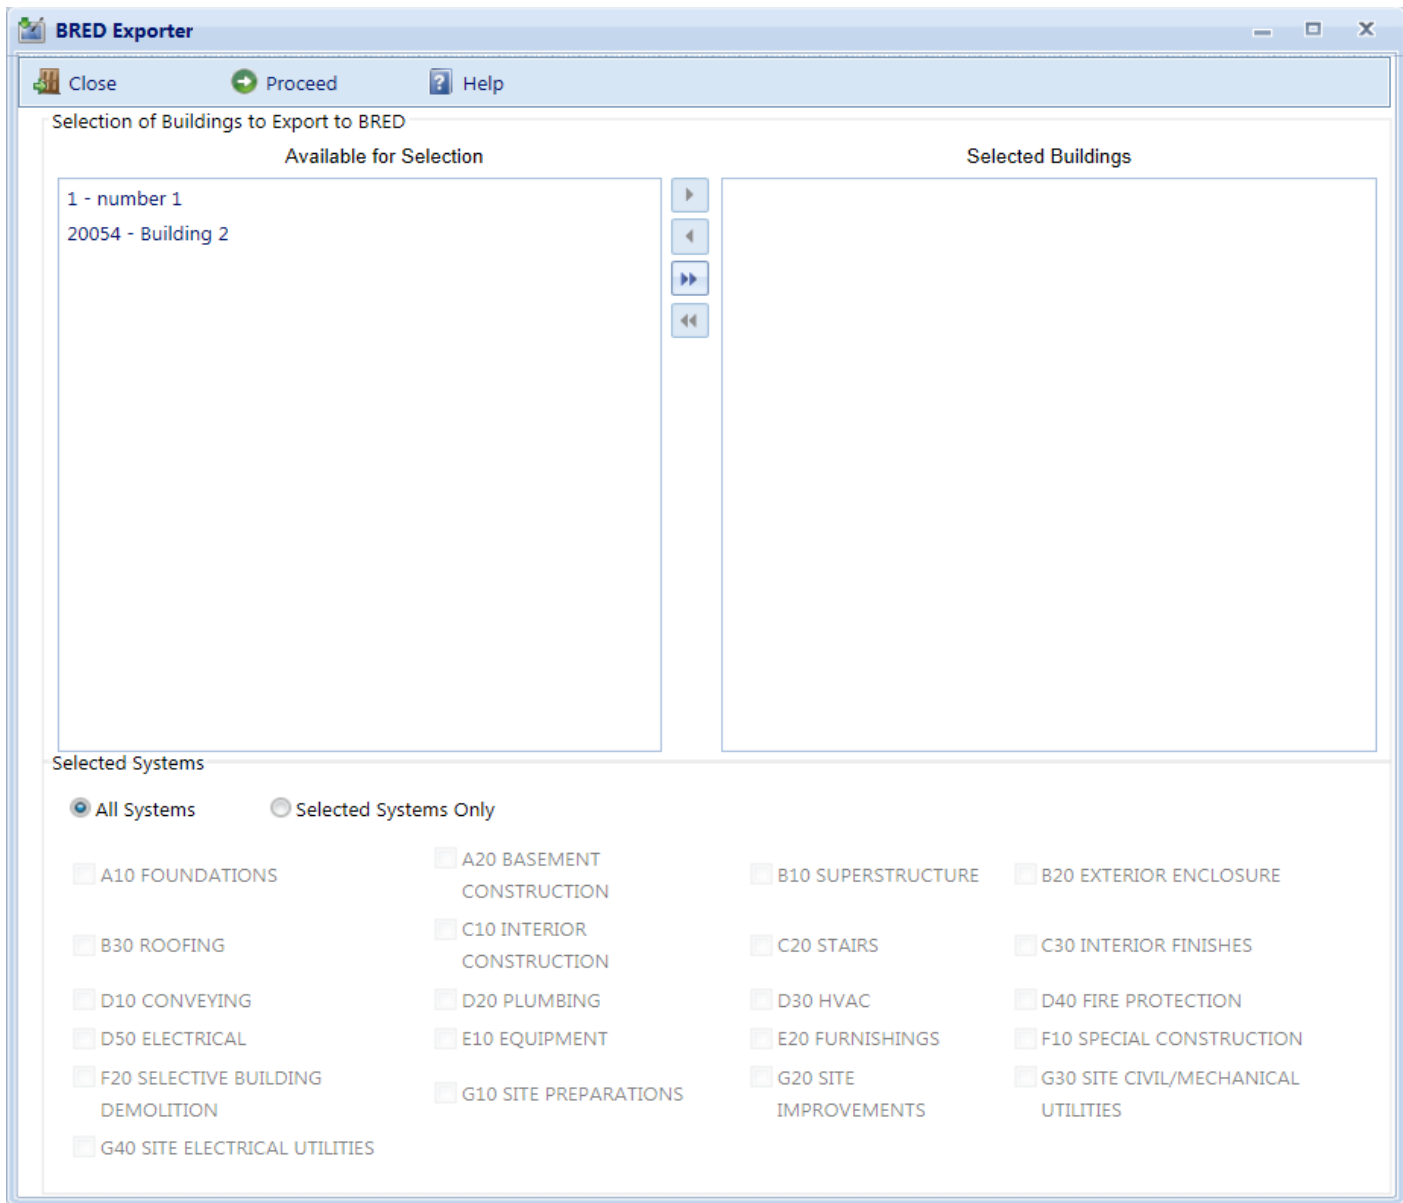 BRED Exporter
Close Proceed Help
Selection of Buildings to Export to BRED
Available for Selection Selected Buildings
1 - number 1
20054 - Building 2
Selected Systems
All Systems Selected Systems Only
A10 FOUNDATIONS
A20 BASEMENT
CONSTRUCTION
B10 SUPERSTRUCTURE
B20 EXTERIOR ENCLOSURE
B30 ROOFING
C10 INTERIOR
CONSTRUCTION
C20 STAIRS
C30 INTERIOR FINISHES
D10 CONVEYING
D20 PLUMBING
D30 HVAC
D40 FIRE PROTECTION
D50 ELECTRICAL
E10 EQUIPMENT
E20 FURNISHINGS
F10 SPECIAL CONSTRUCTION
F20 SELECTIVE BUILDING
DEMOLITION
G10 SITE PREPARATIONS
G20 SITE
IMPROVEMENTS
G30 SITE CIVIL/MECHANICAL
UTILITIES
G40 SITE ELECTRICAL UTILITIES